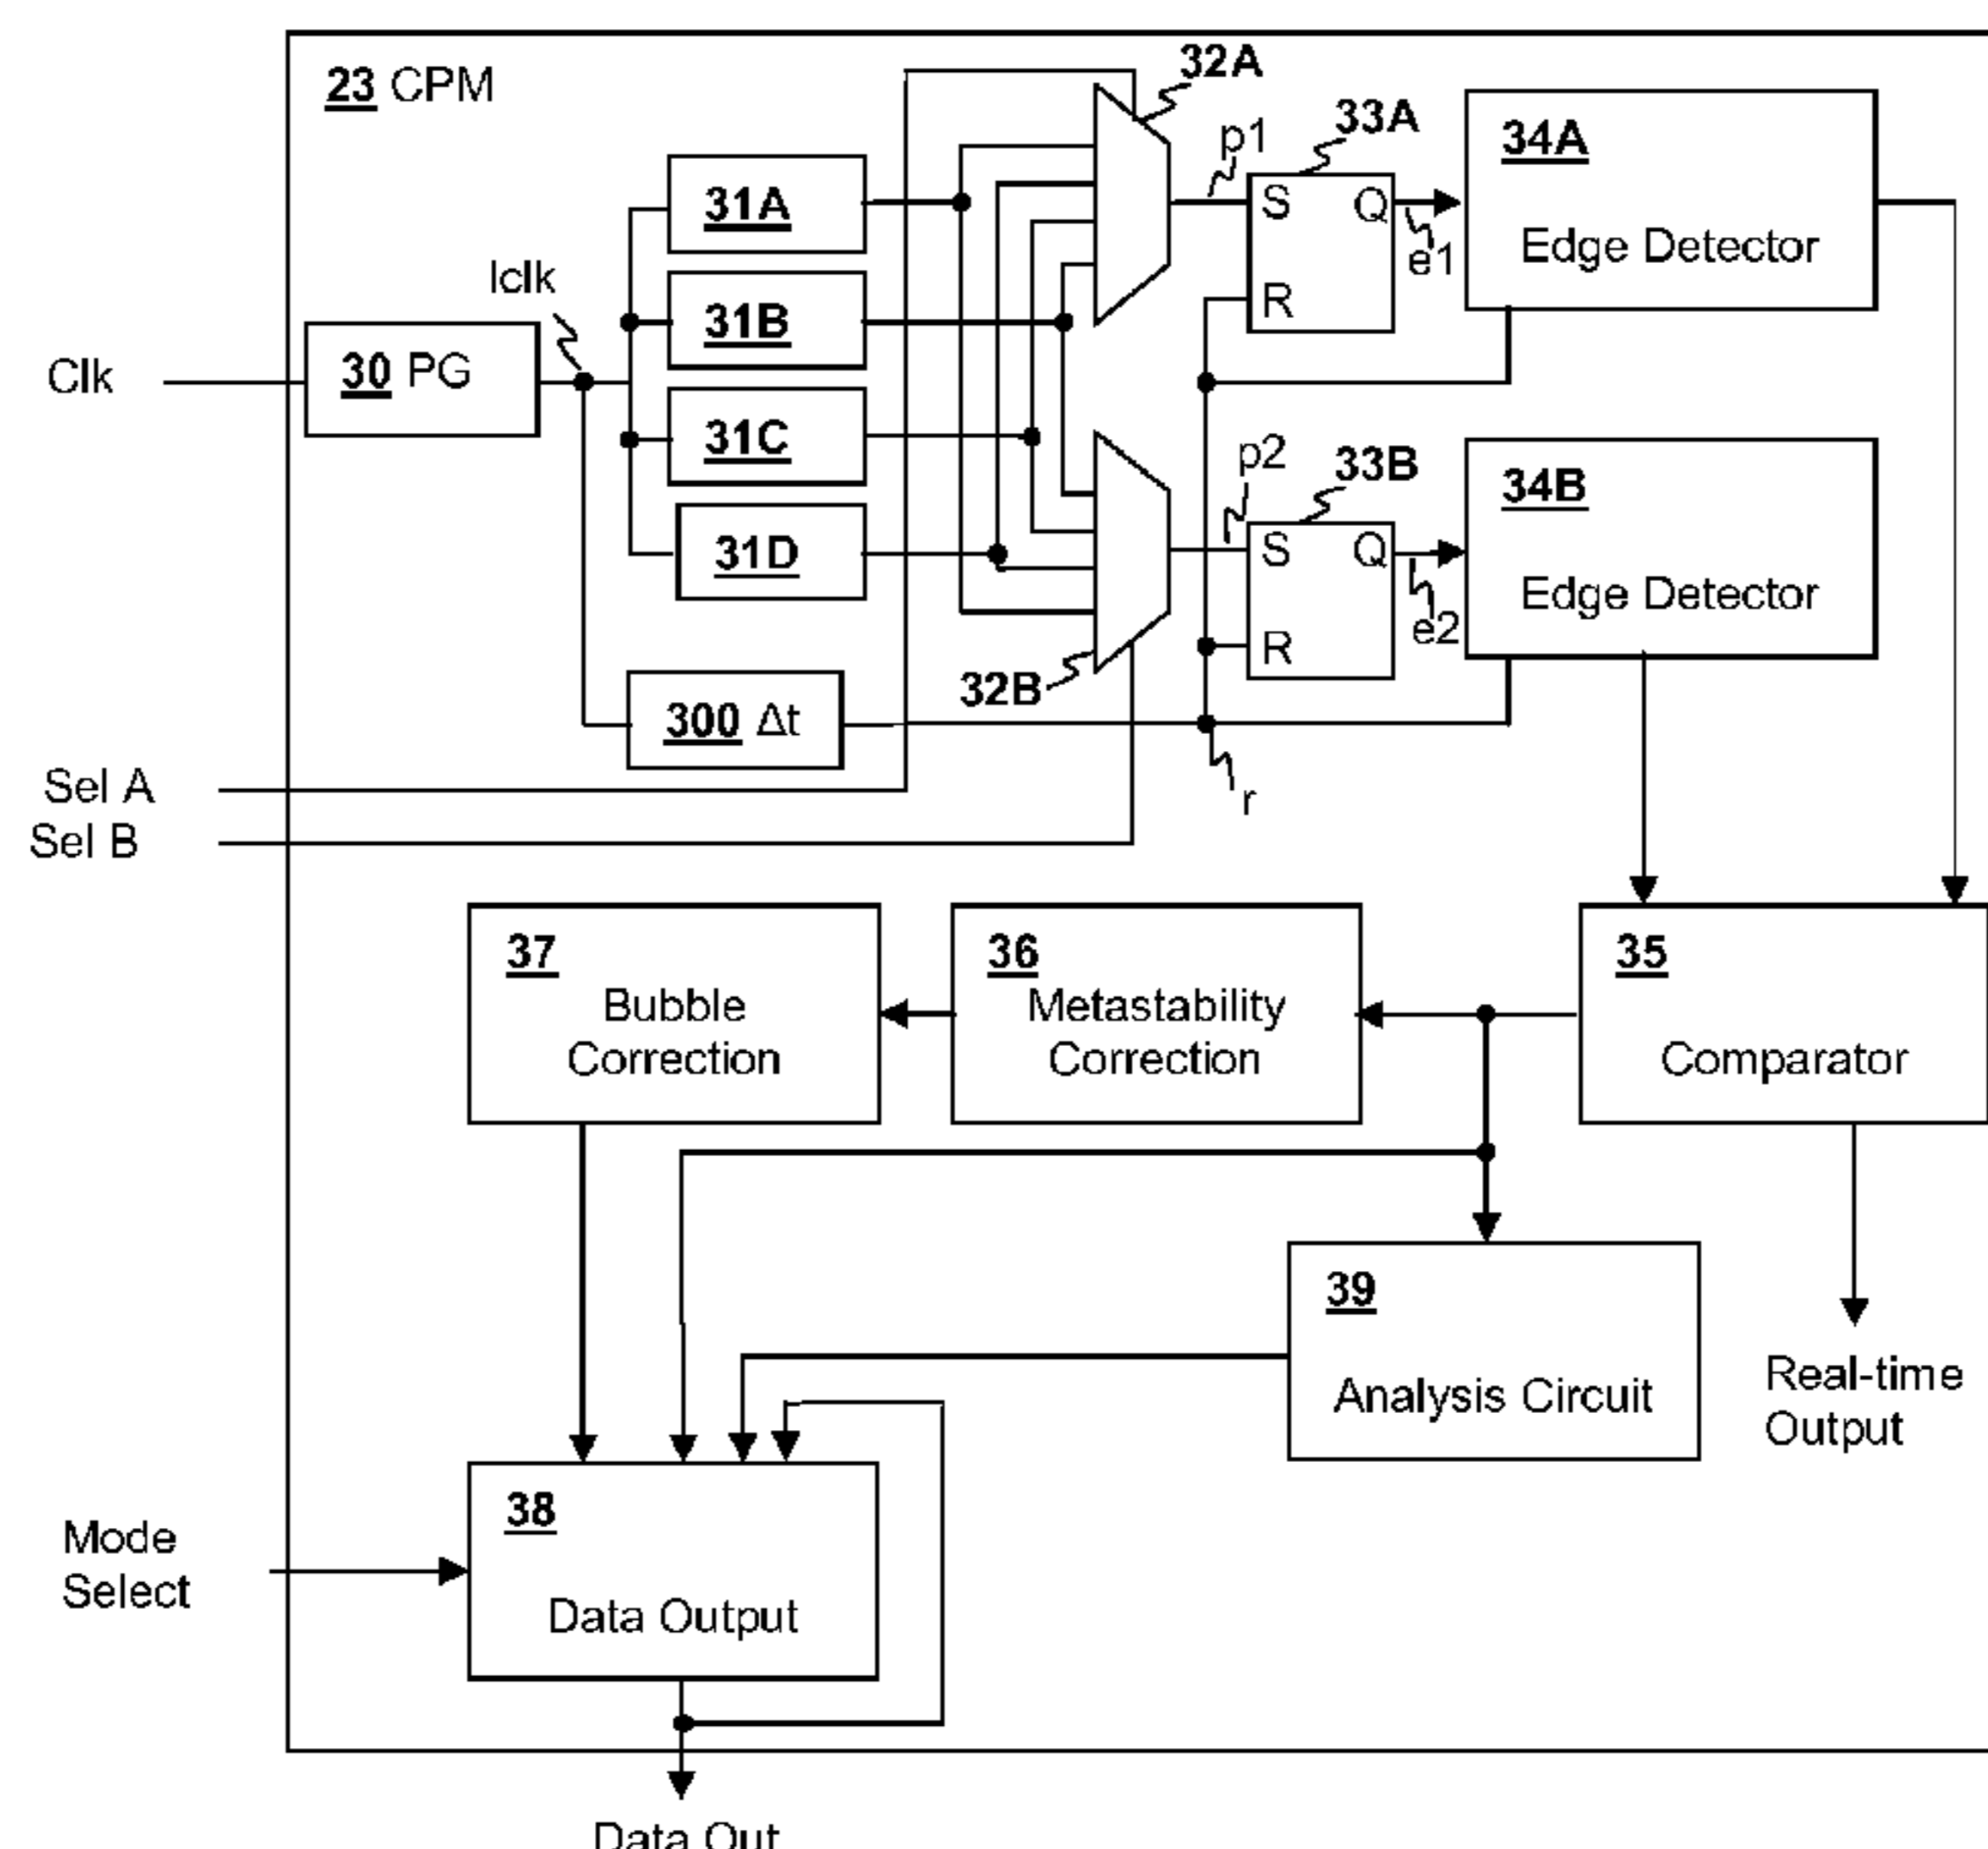 23 CPM
32A
p1
33A
34A
S Q
R
e1
Edge Detector
31A
31B
31C
31D
lclk
Clk
30 PG
300 Δt
32B
p2
33B
34B
S Q
R
e2
Edge Detector
r
Sel A
Sel B
37
Bubble
Correction
36
Metastability
Correction
35
Comparator
39
Analysis Circuit
Real-time
Output
Mode
Select
38
Data Output
Data Out